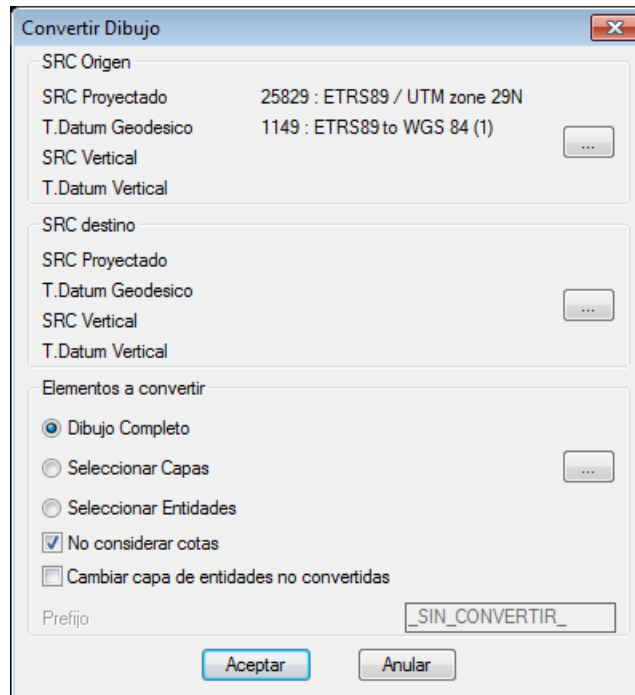 Convertir Dibujo
SRC Origen
SRC Proyectado 25829 : ETRS89 / UTM zone 29N
T.Datum Geodesico 1149 : ETRS89 to WGS 84 (1)
...
SRC Vertical
T.Datum Vertical
SRC destino
SRC Proyectado
T.Datum Geodesico
...
SRC Vertical
T.Datum Vertical
Elementos a convertir
Dibujo Completo
Seleccionar Capas ...
Seleccionar Entidades
No considerar cotas
Cambiar capa de entidades no convertidas
Prefijo _SIN_CONVERTIR_
Aceptar Anular